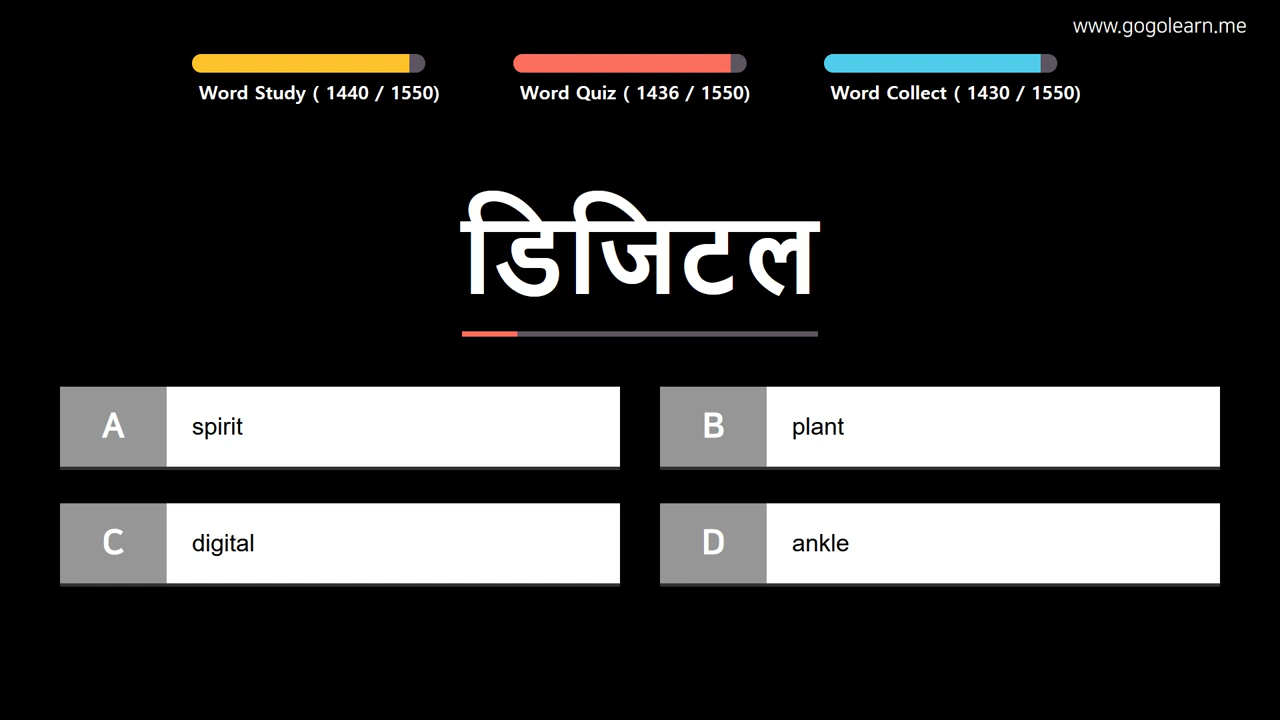 www.gogolearn.me
Word Study ( 1440 / 1550)
Word Quiz ( 1436 / 1550)
Word Collect ( 1430 / 1550)
डिजिटल
A spirit
B plant
C digital
D ankle